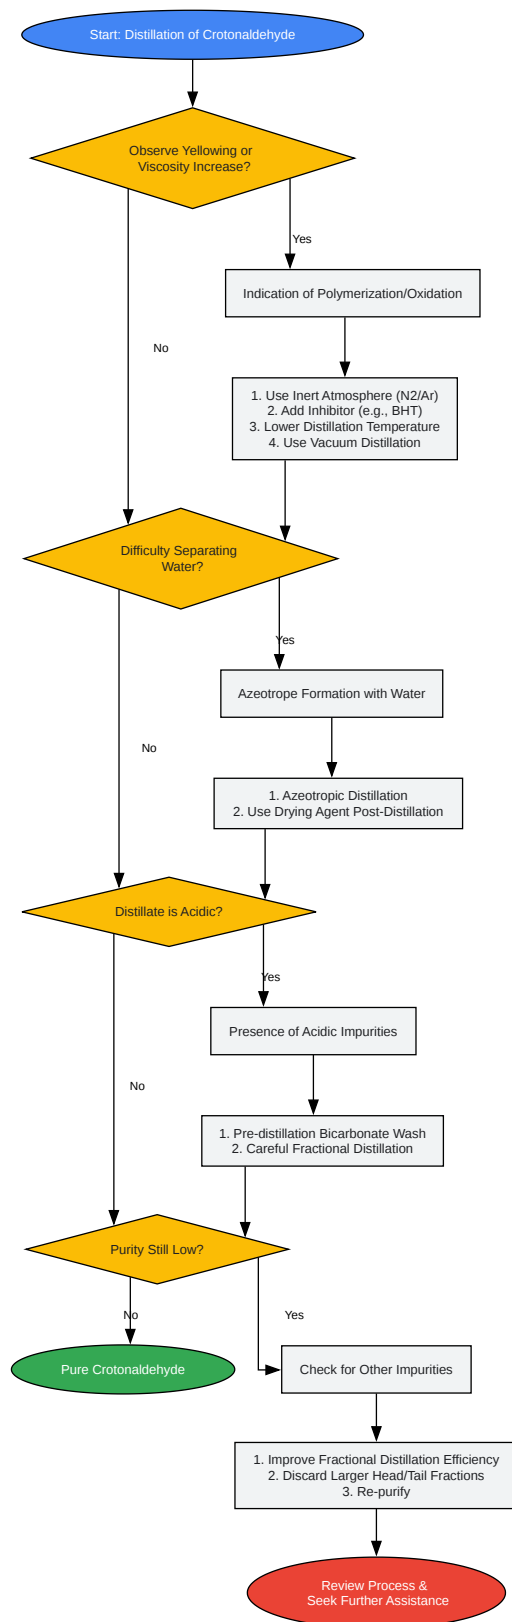 Start: Distillation of Crotonaldehyde
Observe Yellowing or
Viscosity Increase?
Yes
Indication of Polymerization/Oxidation
No
1. Use Inert Atmosphere (N2/Ar)
2. Add Inhibitor (e.g., BHT)
3. Lower Distillation Temperature
4. Use Vacuum Distillation
Difficulty Separating
Water?
Yes
Azeotrope Formation with Water
No
1. Azeotropic Distillation
2. Use Drying Agent Post-Distillation
Distillate is Acidic?
Yes
Presence of Acidic Impurities
No
1. Pre-distillation Bicarbonate Wash
2. Careful Fractional Distillation
Purity Still Low?
No
Yes
Pure Crotonaldehyde
Check for Other Impurities
1. Improve Fractional Distillation Efficiency
2. Discard Larger Head/Tail Fractions
3. Re-purify
Review Process &
Seek Further Assistance